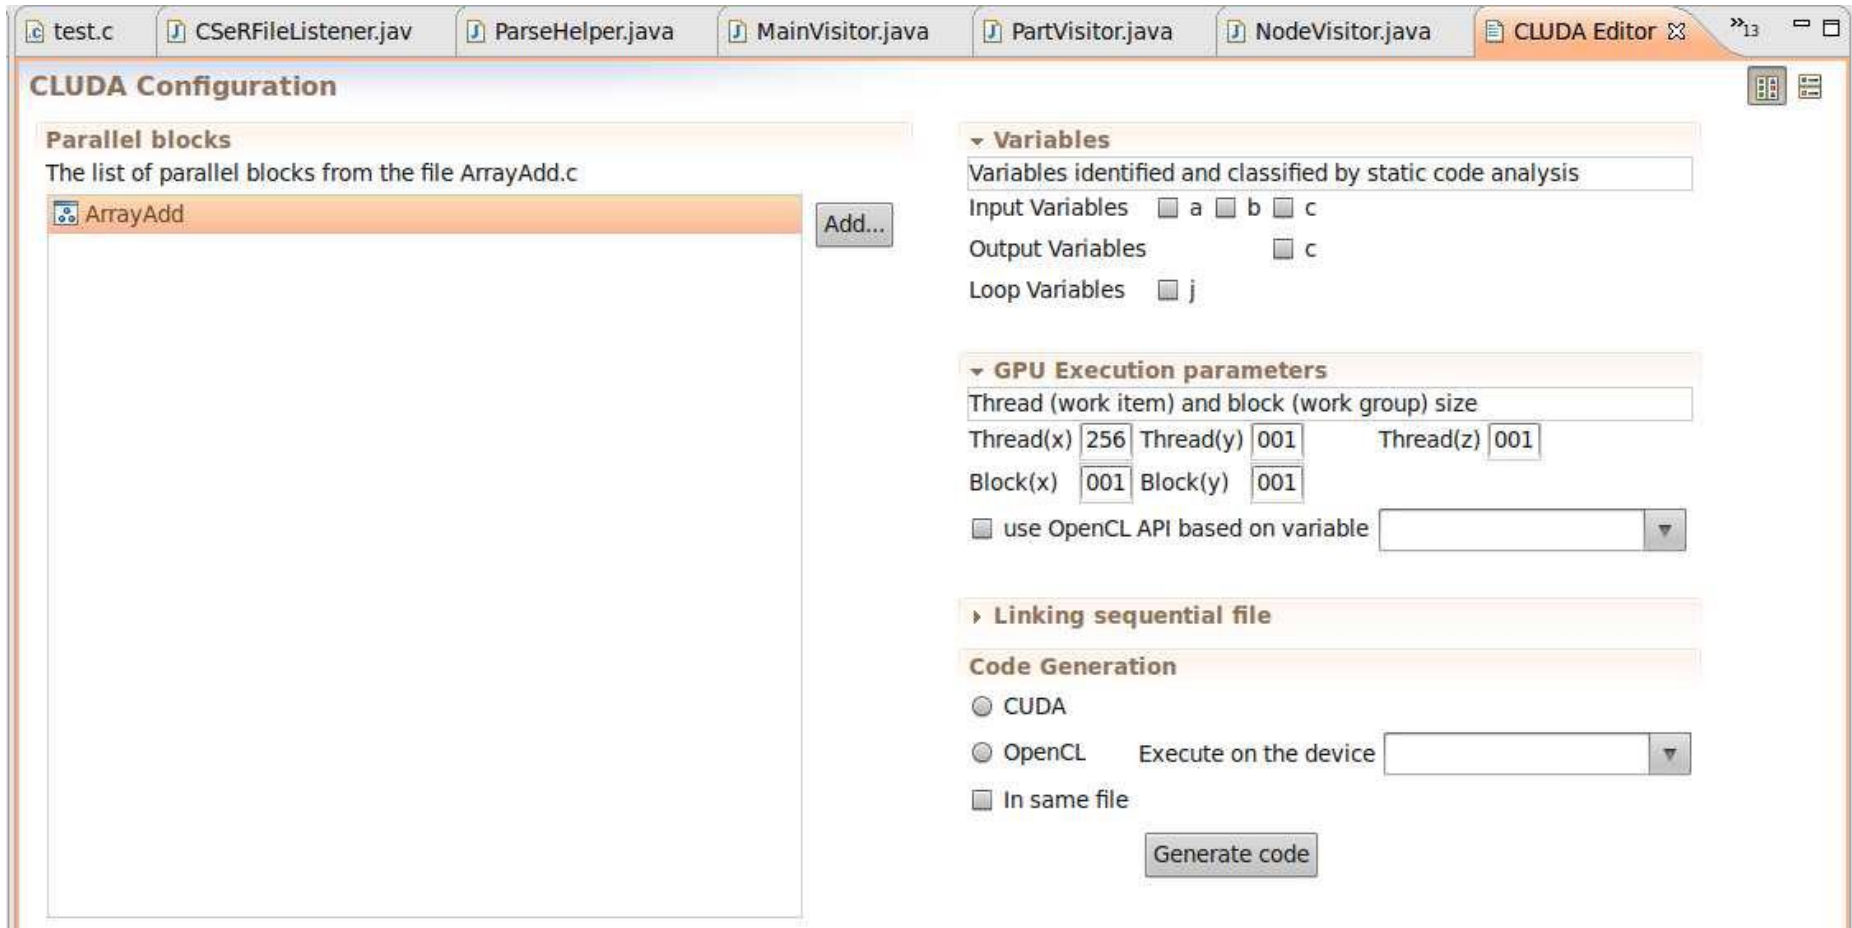 test.c CSeRFileListener.jav ParseHelper.java MainVisitor.java PartVisitor.java NodeVisitor.java CLUDA Editor »13
CLUDA Configuration
Parallel blocks
The list of parallel blocks from the file ArrayAdd.c
ArrayAdd
Add...
Variables
Variables identified and classified by static code analysis
Input Variables a b c
Output Variables c
Loop Variables j
GPU Execution parameters
Thread (work item) and block (work group) size
Thread(x) 256 Thread(y) 001 Thread(z) 001
Block(x) 001 Block(y) 001
use OpenCL API based on variable
Linking sequential file
Code Generation
CUDA
OpenCL Execute on the device
In same file
Generate code